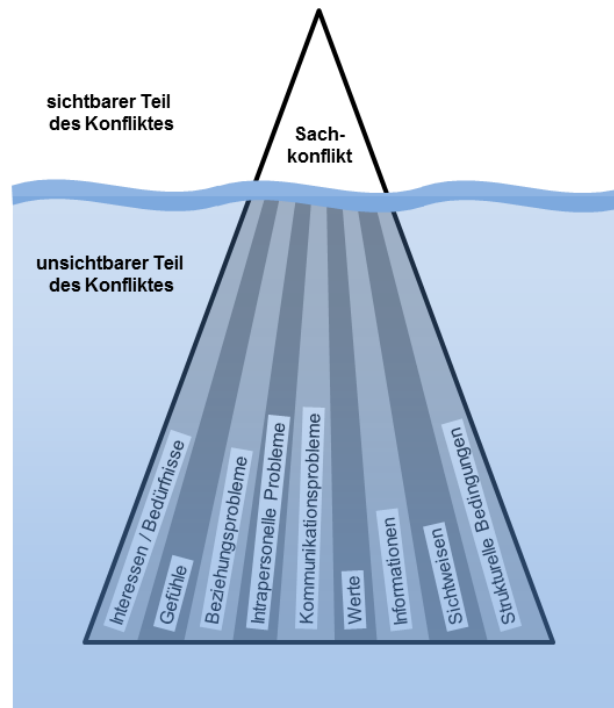 sichtbarer Teil
des Konfliktes
Sach-
konflikt
unsichtbarer Teil
des Konfliktes
Interessen / Bedürfnisse
Gefühle
Beziehungsprobleme
Intrapersonelle Probleme
Kommunikationsprobleme
Werte
Informationen
Sichtweisen
Strukturelle Bedingungen